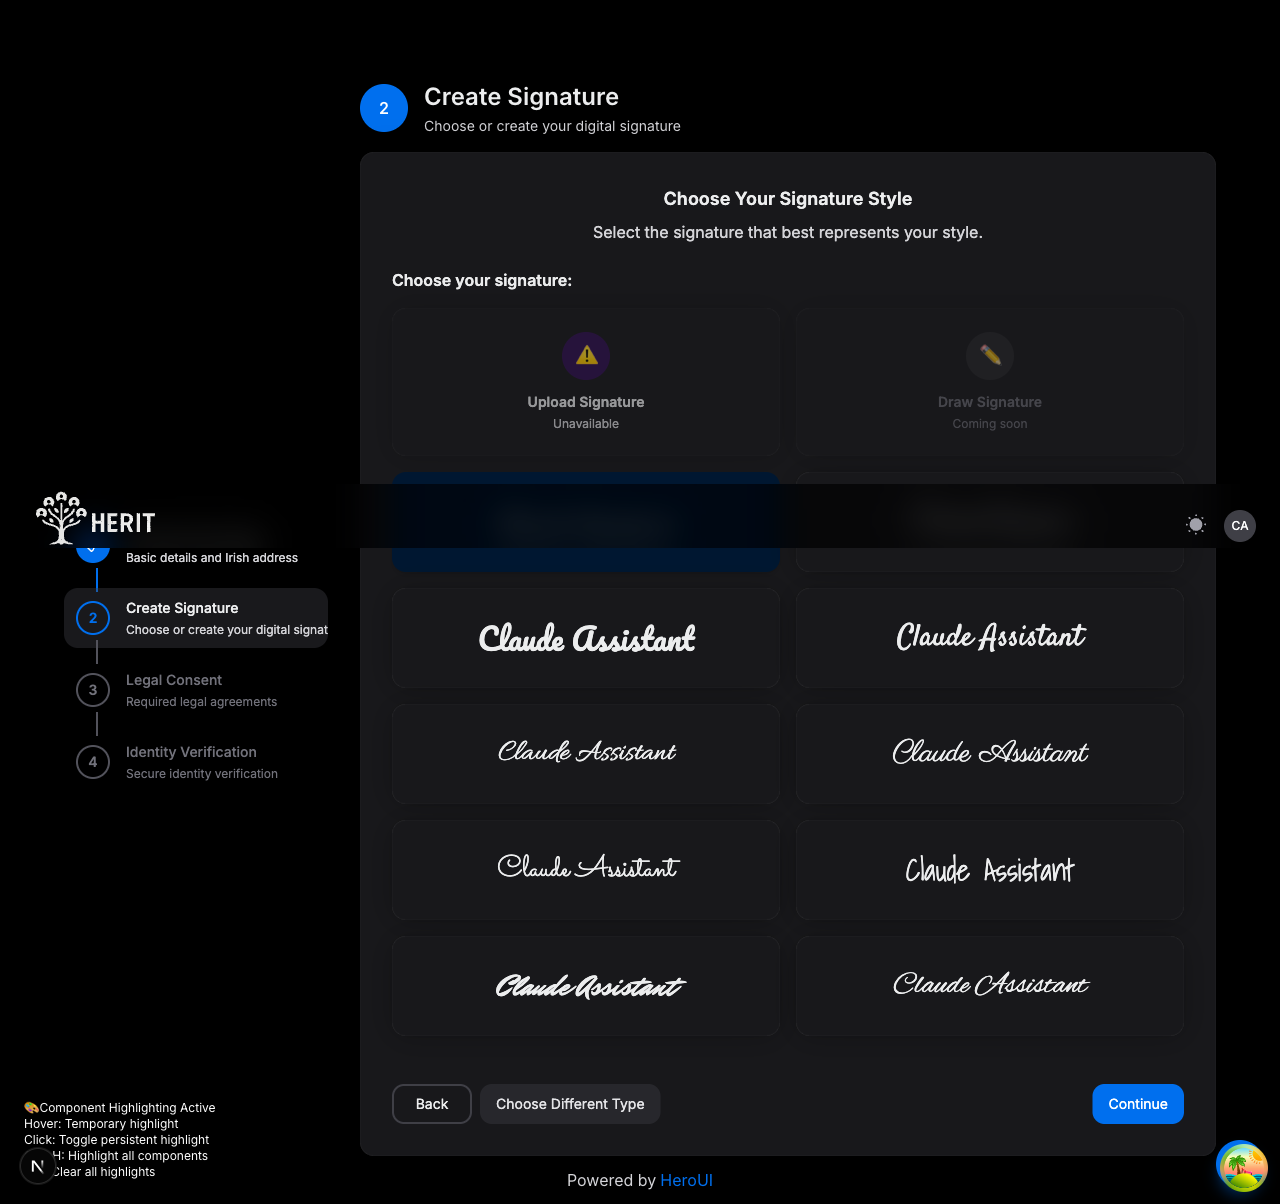 2
Create Signature
Choose or create your digital signature
Choose Your Signature Style
Select the signature that best represents your style.
Choose your signature:
Upload Signature
Unavailable
Draw Signature
Coming soon
HERIT
CA
Basic details and Irish address
2
Create Signature
Choose or create your digital signat
3
Legal Consent
Required legal agreements
4
Identity Verification
Secure identity verification
Claude Assistant
Claude Assistant
Claude Assistant
Claude Assistant
Claude Assistant
Claude Assistant
Claude Assistant
Claude Assistant
Back
Choose Different Type
Continue
🎨Component Highlighting Active
Hover: Temporary highlight
Click: Toggle persistent highlight
H: Highlight all components
Clear all highlights
N
Powered by HeroUI